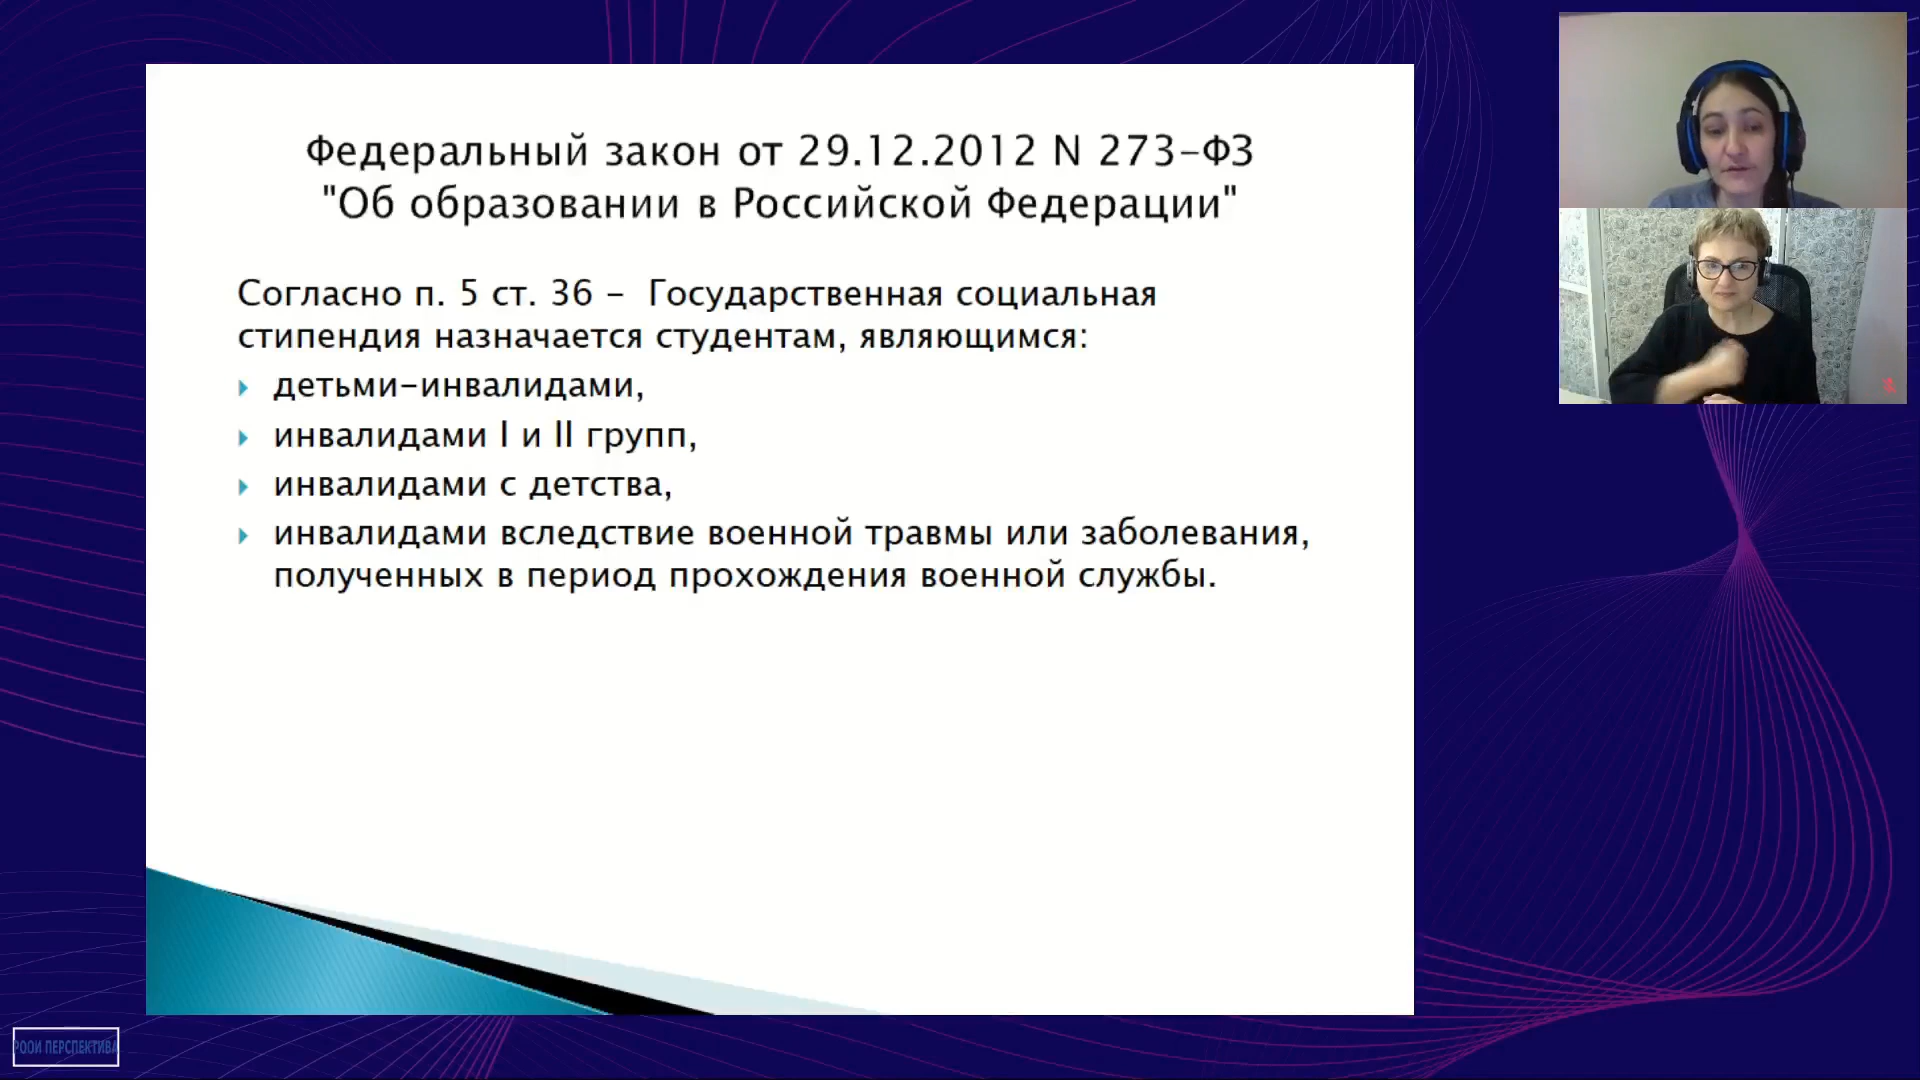 Федеральный закон от 29.12.2012 N 273-ФЗ
"Об образовании в Российской Федерации"
Согласно п. 5 ст. 36 - Государственная социальная
стипендия назначается студентам, являющимся:
детьми-инвалидами,
инвалидами I и II групп,
инвалидами с детства,
инвалидами вследствие военной травмы или заболевания,
полученных в период прохождения военной службы.
РООИ ПЕРСПЕКТИВА